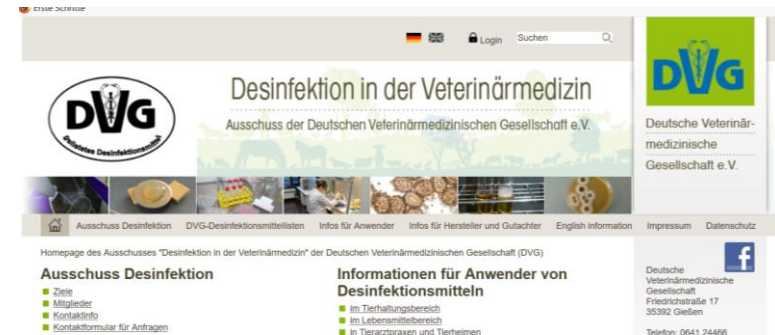 Erste Schritte
Login Suchen
DVG
gelistetes Desinfektionsmittel
Desinfektion in der Veterinärmedizin
Ausschuss der Deutschen Veterinärmedizinischen Gesellschaft e.V.
DVG
Deutsche Veterinär-
medizinische
Gesellschaft e.V.
Ausschuss Desinfektion DVG-Desinfektionsmittellisten Infos für Anwender Infos für Hersteller und Gutachter English information Impressum Datenschutz
Homepage des Ausschusses "Desinfektion in der Veterinärmedizin" der Deutschen Veterinärmedizinischen Gesellschaft (DVG)
Ausschuss Desinfektion
Ziele
Mitglieder
Kontaktinfo
Kontaktformular für Anfragen
Informationen für Anwender von
Desinfektionsmitteln
im Tierhaltungsbereich
im Lebensmittelbereich
in Tierarztpraxen und Tierheimen
f
Deutsche
Veterinärmedizinische
Gesellschaft
Friedrichstraße 17
35392 Gießen
Telefon: 0641 24466